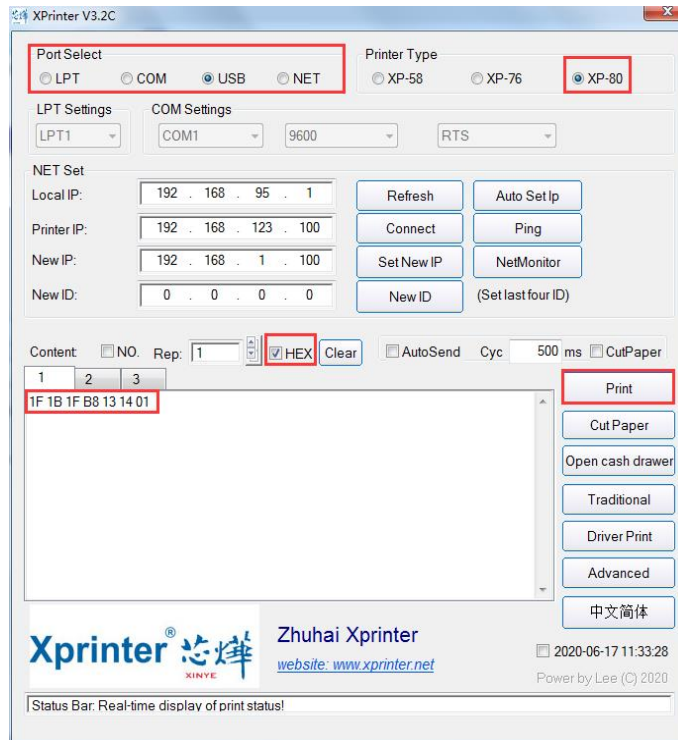 XPrinter V3.2C
Port Select
LPT COM USB NET
Printer Type
XP-58 XP-76 XP-80
LPT Settings
LPT1
COM Settings
COM1 9600 RTS
NET Set
Local IP: 192 . 168 . 95 . 1 Refresh Auto Set Ip
Printer IP: 192 . 168 . 123 . 100 Connect Ping
New IP: 192 . 168 . 1 . 100 Set New IP NetMonitor
New ID: 0 . 0 . 0 . 0 New ID (Set last four ID)
Content: NO. Rep: 1 HEX Clear AutoSend Cyc 500 ms CutPaper
1 2 3
1F 1B 1F B8 13 14 01
Print
Cut Paper
Open cash drawer
Traditional
Driver Print
Advanced
中文简体
Xprinter® 芯烨
XINYE
Zhuhai Xprinter
website: www.xprinter.net
2020-06-17 11:33:28
Power by Lee (C) 2020
Status Bar: Real-time display of print status!